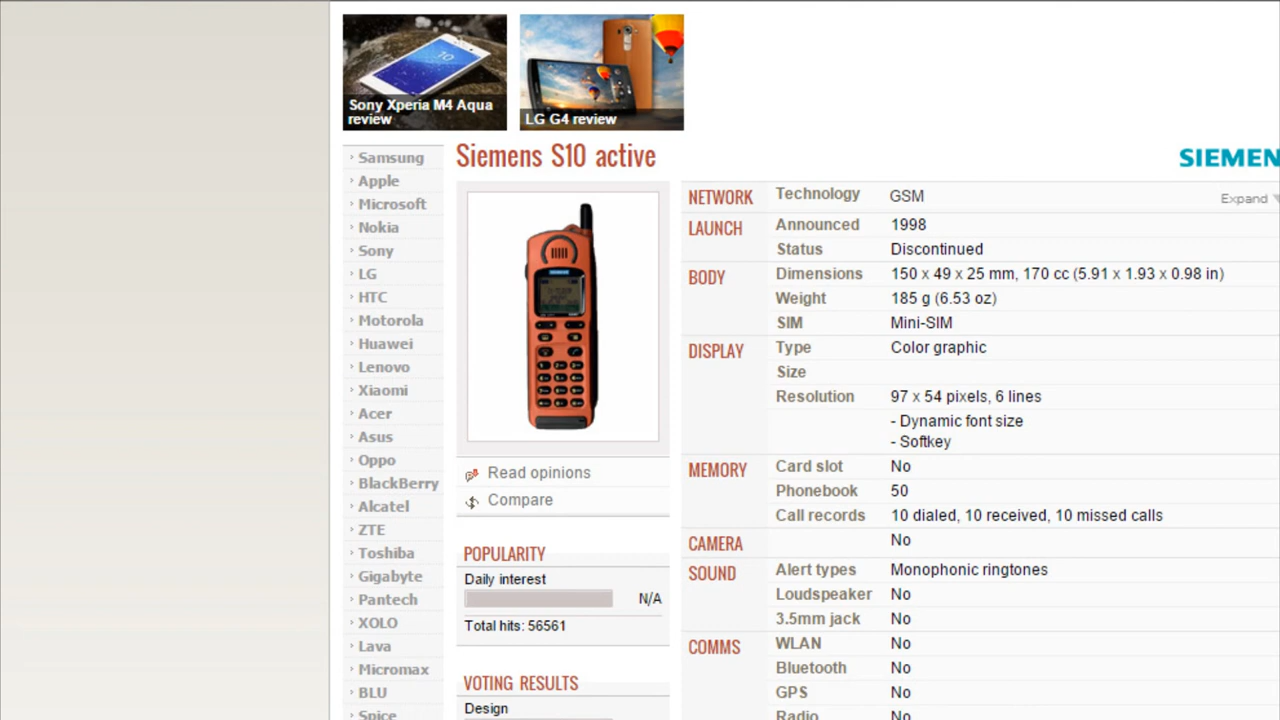 Sony Xperia M4 Aqua
review
LG G4 review
Samsung
Apple
Microsoft
Nokia
Sony
LG
HTC
Motorola
Huawei
Lenovo
Xiaomi
Acer
Asus
Oppo
BlackBerry
Alcatel
ZTE
Toshiba
Gigabyte
Pantech
XOLO
Lava
Micromax
BLU
Spice
Siemens S10 active
SIEMEN
Read opinions
Compare
POPULARITY
Daily interest
N/A
Total hits: 56561
VOTING RESULTS
Design
NETWORK Technology GSM Expand
LAUNCH Announced 1998
Status Discontinued
BODY Dimensions 150 x 49 x 25 mm, 170 cc (5.91 x 1.93 x 0.98 in)
Weight 185 g (6.53 oz)
SIM Mini-SIM
DISPLAY Type Color graphic
Size
Resolution 97 x 54 pixels, 6 lines
- Dynamic font size
- Softkey
MEMORY Card slot No
Phonebook 50
Call records 10 dialed, 10 received, 10 missed calls
CAMERA No
SOUND Alert types Monophonic ringtones
Loudspeaker No
3.5mm jack No
COMMS WLAN No
Bluetooth No
GPS No
Radio No